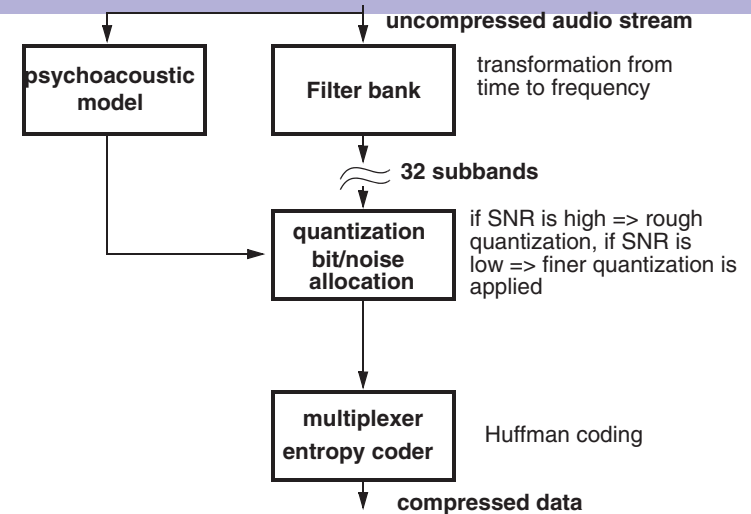 uncompressed audio stream
psychoacoustic
model
Filter bank
transformation from
time to frequency
32 subbands
quantization
bit/noise
allocation
if SNR is high => rough
quantization, if SNR is
low => finer quantization is
applied
multiplexer
entropy coder
Huffman coding
compressed data